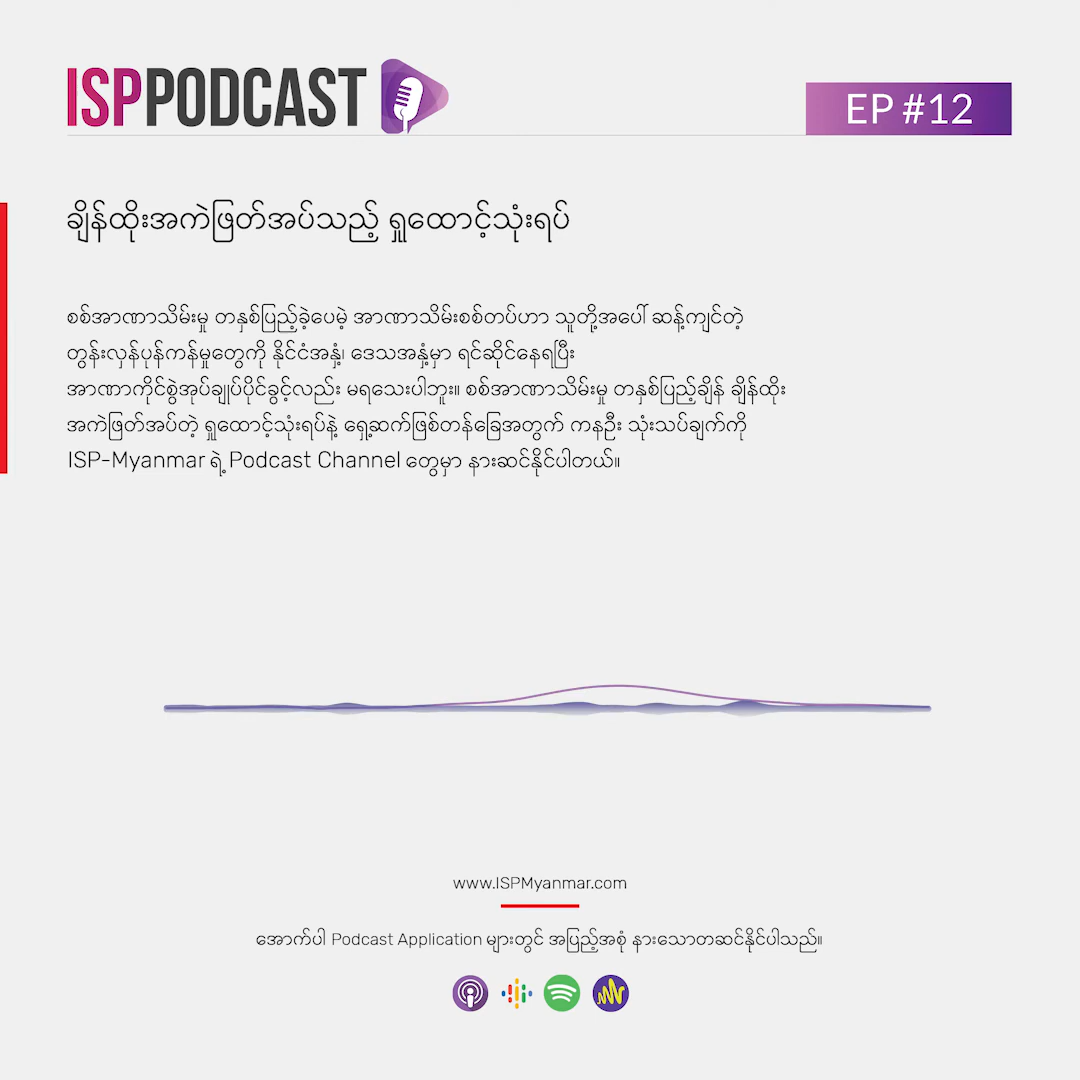 ISPPODCAST
EP #12
ချိန်ထိုးအကဲဖြတ်အပ်သည့် ရှုထောင့်သုံးရပ်
စစ်အာဏာသိမ်းမှု တနှစ်ပြည့်ခဲ့ပေမဲ့ အာဏာသိမ်းစစ်တပ်ဟာ သူတို့အပေါ် ဆန့်ကျင်တဲ့
တွန်းလှန်ပုန်ကန်မှုတွေကို နိုင်ငံအနှံ့၊ ဒေသအနှံ့မှာ ရင်ဆိုင်နေရပြီး
အာဏာကိုင်စွဲအုပ်ချုပ်ပိုင်ခွင့်လည်း မရသေးပါဘူး။ စစ်အာဏာသိမ်းမှု တနှစ်ပြည့်ချိန် ချိန်ထိုး
အကဲဖြတ်အပ်တဲ့ ရှုထောင့်သုံးရပ်နဲ့ ရှေ့ဆက်ဖြစ်တန်ခြေအတွက် ကနဦး သုံးသပ်ချက်ကို
ISP-Myanmar ရဲ့ Podcast Channel တွေမှာ နားဆင်နိုင်ပါတယ်။
www.ISPMyanmar.com
အောက်ပါ Podcast Application များတွင် အပြည့်အစုံ နားသောတဆင်နိုင်ပါသည်။